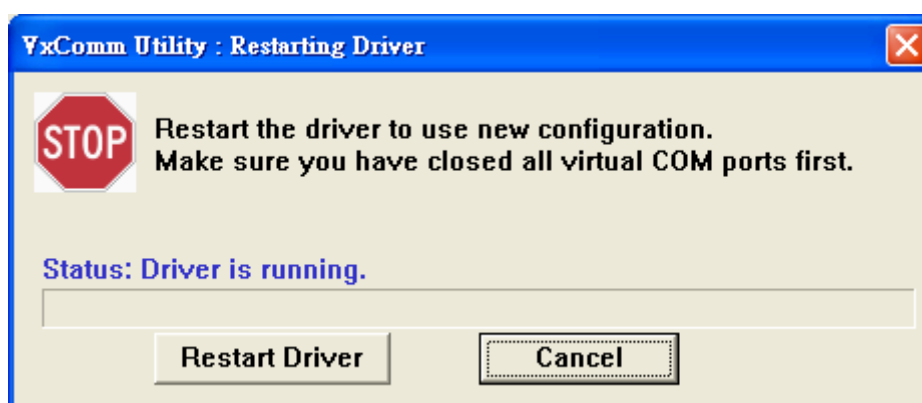 VxComm Utility : Restarting Driver
STOP
Restart the driver to use new configuration.
Make sure you have closed all virtual COM ports first.
Status: Driver is running.
Restart Driver
Cancel